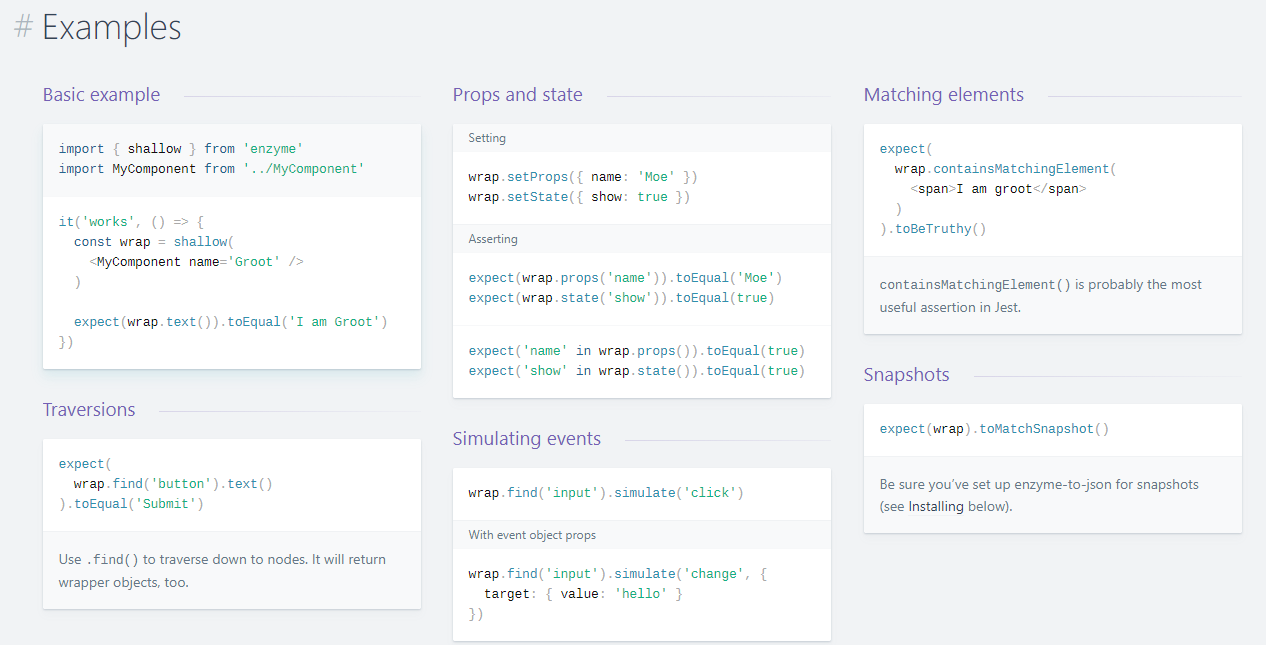 # Examples
Basic example
import { shallow } from 'enzyme'
import MyComponent from '../MyComponent'
it('works', () => {
  const wrap = shallow(
    <MyComponent name='Groot' />
  )
  expect(wrap.text()).toEqual('I am Groot')
})
Traversions
expect(
  wrap.find('button').text()
).toEqual('Submit')
Use .find() to traverse down to nodes. It will return
wrapper objects, too.
Props and state
Setting
wrap.setProps({ name: 'Moe' })
wrap.setState({ show: true })
Asserting
expect(wrap.props('name')).toEqual('Moe')
expect(wrap.state('show')).toEqual(true)
expect('name' in wrap.props()).toEqual(true)
expect('show' in wrap.state()).toEqual(true)
Simulating events
wrap.find('input').simulate('click')
With event object props
wrap.find('input').simulate('change', {
  target: { value: 'hello' }
})
Matching elements
expect(
  wrap.containsMatchingElement(
    <span>I am groot</span>
  )
).toBeTruthy()
containsMatchingElement() is probably the most
useful assertion in Jest.
Snapshots
expect(wrap).toMatchSnapshot()
Be sure you’ve set up enzyme-to-json for snapshots
(see Installing below).